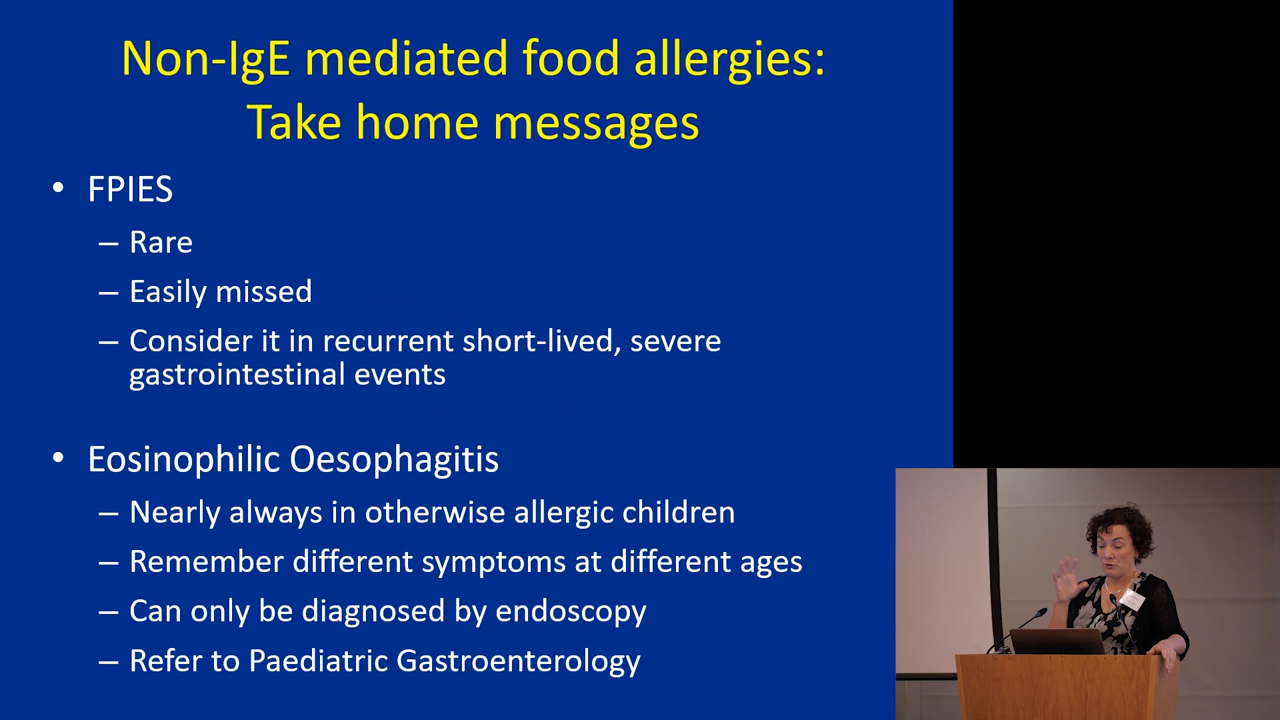 Non-IgE mediated food allergies:
Take home messages
• FPIES
– Rare
– Easily missed
– Consider it in recurrent short-lived, severe
gastrointestinal events
• Eosinophilic Oesophagitis
– Nearly always in otherwise allergic children
– Remember different symptoms at different ages
– Can only be diagnosed by endoscopy
– Refer to Paediatric Gastroenterology